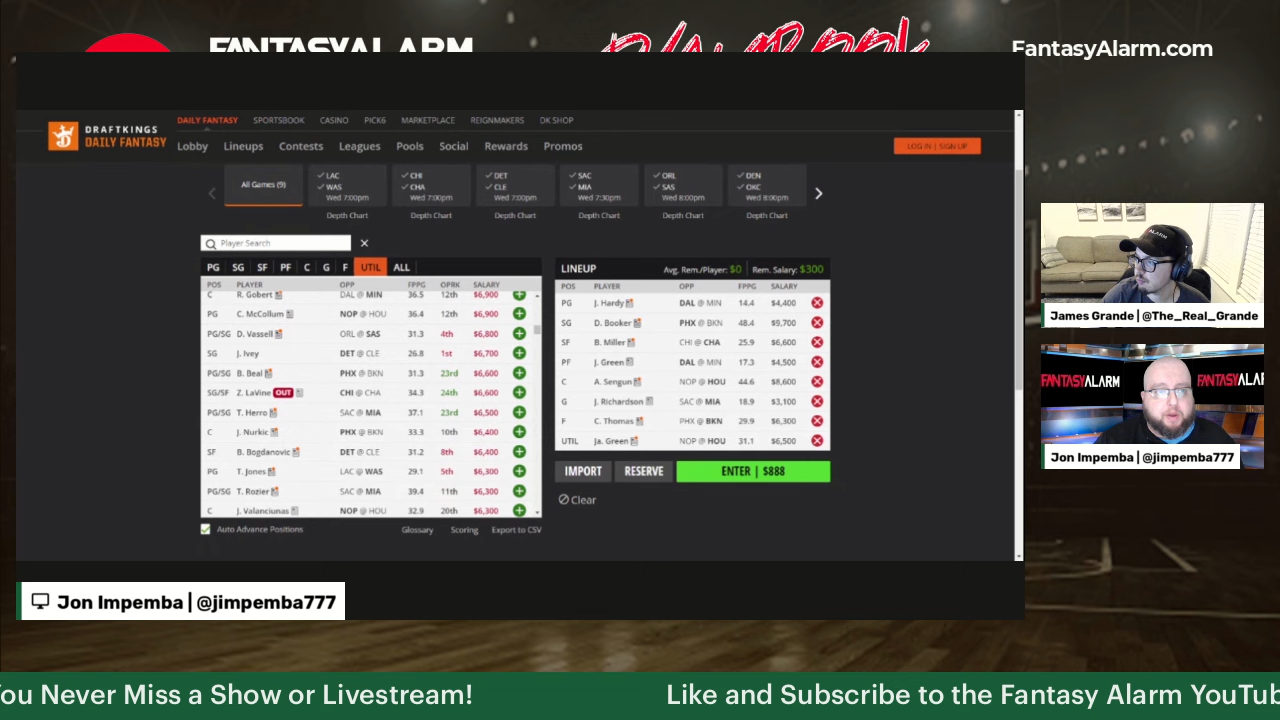 FANTASYALARM
PLAYBOOK
FantasyAlarm.com
DRAFTKINGS
DAILY FANTASY
DAILY FANTASY SPORTSBOOK CASINO PICK6 MARKETPLACE REIGNMAKERS DK SHOP
Lobby Lineups Contests Leagues Pools Social Rewards Promos
LOG IN | SIGN UP
All Games (9)
LAC
WAS
Wed 7:00pm
Depth Chart
CHI
CHA
Wed 7:00pm
Depth Chart
DET
CLE
Wed 7:00pm
Depth Chart
SAC
MIA
Wed 7:30pm
Depth Chart
ORL
SAS
Wed 8:00pm
Depth Chart
DEN
OKC
Wed 8:00pm
Depth Chart
Player Search
PG SG SF PF C G F UTIL ALL
POS PLAYER OPP FPPG OPRK SALARY
C R. Gobert DAL @ MIN 36.5 12th $6,900
PG C. McCollum NOP @ HOU 36.4 12th $6,900
PG/SG D. Vassell ORL @ SAS 31.3 4th $6,800
SG J. Ivey DET @ CLE 26.8 1st $6,700
PG/SG B. Beal PHX @ BKN 31.3 23rd $6,600
SG/SF Z. LaVine OUT CHI @ CHA 34.3 24th $6,600
PG/SG T. Herro SAC @ MIA 37.1 23rd $6,500
C J. Nurkic PHX @ BKN 33.3 10th $6,400
SF B. Bogdanovic DET @ CLE 31.2 8th $6,400
PG T. Jones LAC @ WAS 29.1 5th $6,300
PG/SG T. Rozier SAC @ MIA 39.4 11th $6,300
C J. Valanciunas NOP @ HOU 32.9 20th $6,300
Auto Advance Positions Glossary Scoring Export to CSV
LINEUP Avg. Rem./Player: $0 Rem. Salary: $300
POS PLAYER OPP FPPG SALARY
PG J. Hardy DAL @ MIN 14.4 $4,400
SG D. Booker PHX @ BKN 48.4 $9,700
SF B. Miller CHI @ CHA 25.9 $6,600
PF J. Green DAL @ MIN 17.3 $4,500
C A. Sengun NOP @ HOU 44.6 $8,600
G J. Richardson SAC @ MIA 18.9 $3,100
F C. Thomas PHX @ BKN 29.9 $6,300
UTIL Ja. Green NOP @ HOU 31.1 $6,500
IMPORT RESERVE ENTER | $888
Clear
ALARM
James Grande | @The_Real_Grande
FANTASYALARM
FANTASYALAR
Jon Impemba | @jimpemba777
Jon Impemba | @jimpemba777
You Never Miss a Show or Livestream! Like and Subscribe to the Fantasy Alarm YouTub